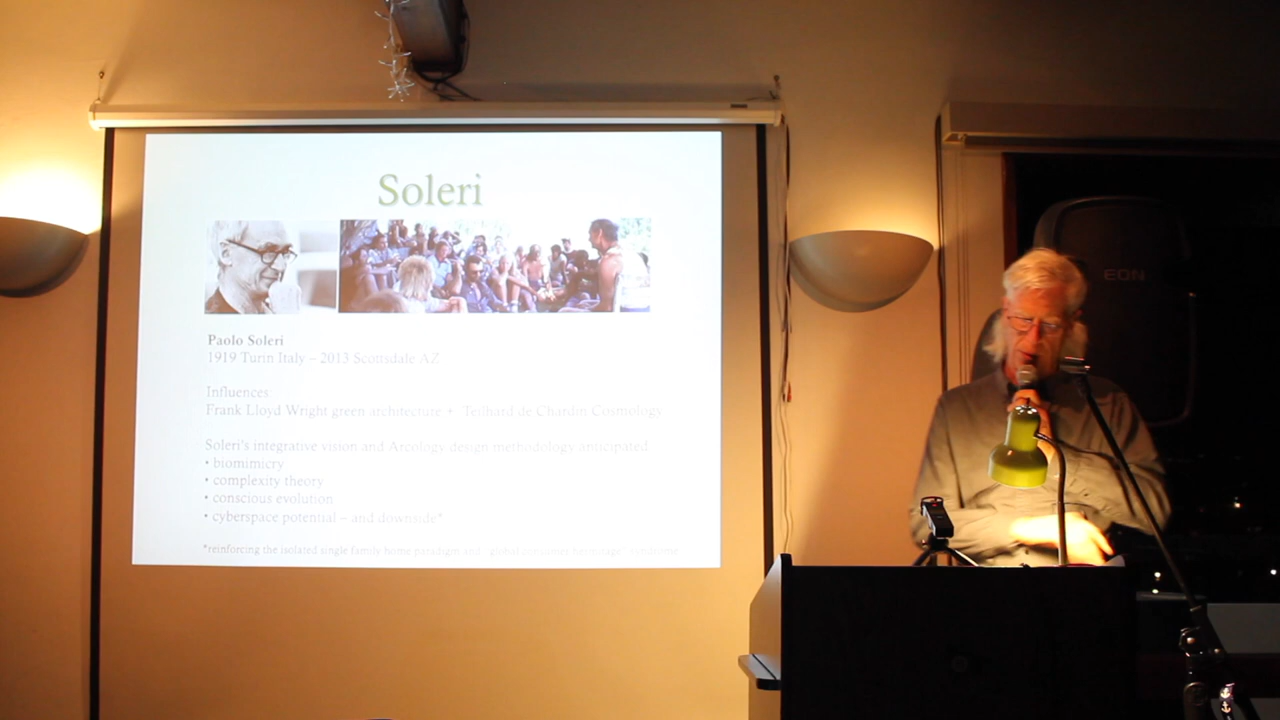 Soleri
Paolo Soleri
1919 Turin Italy – 2013 Scottsdale AZ
Influences:
Frank Lloyd Wright green architecture + Teilhard de Chardin Cosmology
Soleri's integrative vision and Arcology design methodology anticipated
• biomimicry
• complexity theory
• conscious evolution
• cyberspace potential – and downside*
*reinforcing the isolated single family home paradigm and "global syndrome
EON